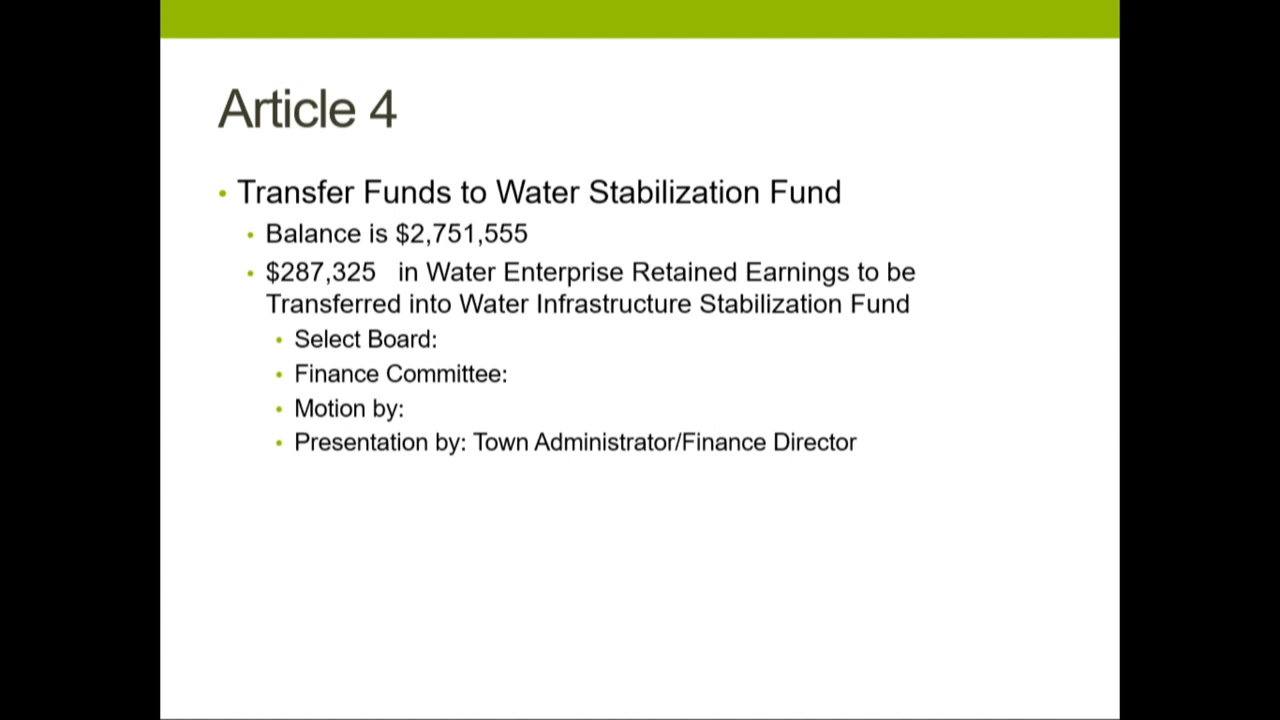 Article 4
• Transfer Funds to Water Stabilization Fund
• Balance is $2,751,555
• $287,325 in Water Enterprise Retained Earnings to be
Transferred into Water Infrastructure Stabilization Fund
• Select Board:
• Finance Committee:
• Motion by:
• Presentation by: Town Administrator/Finance Director